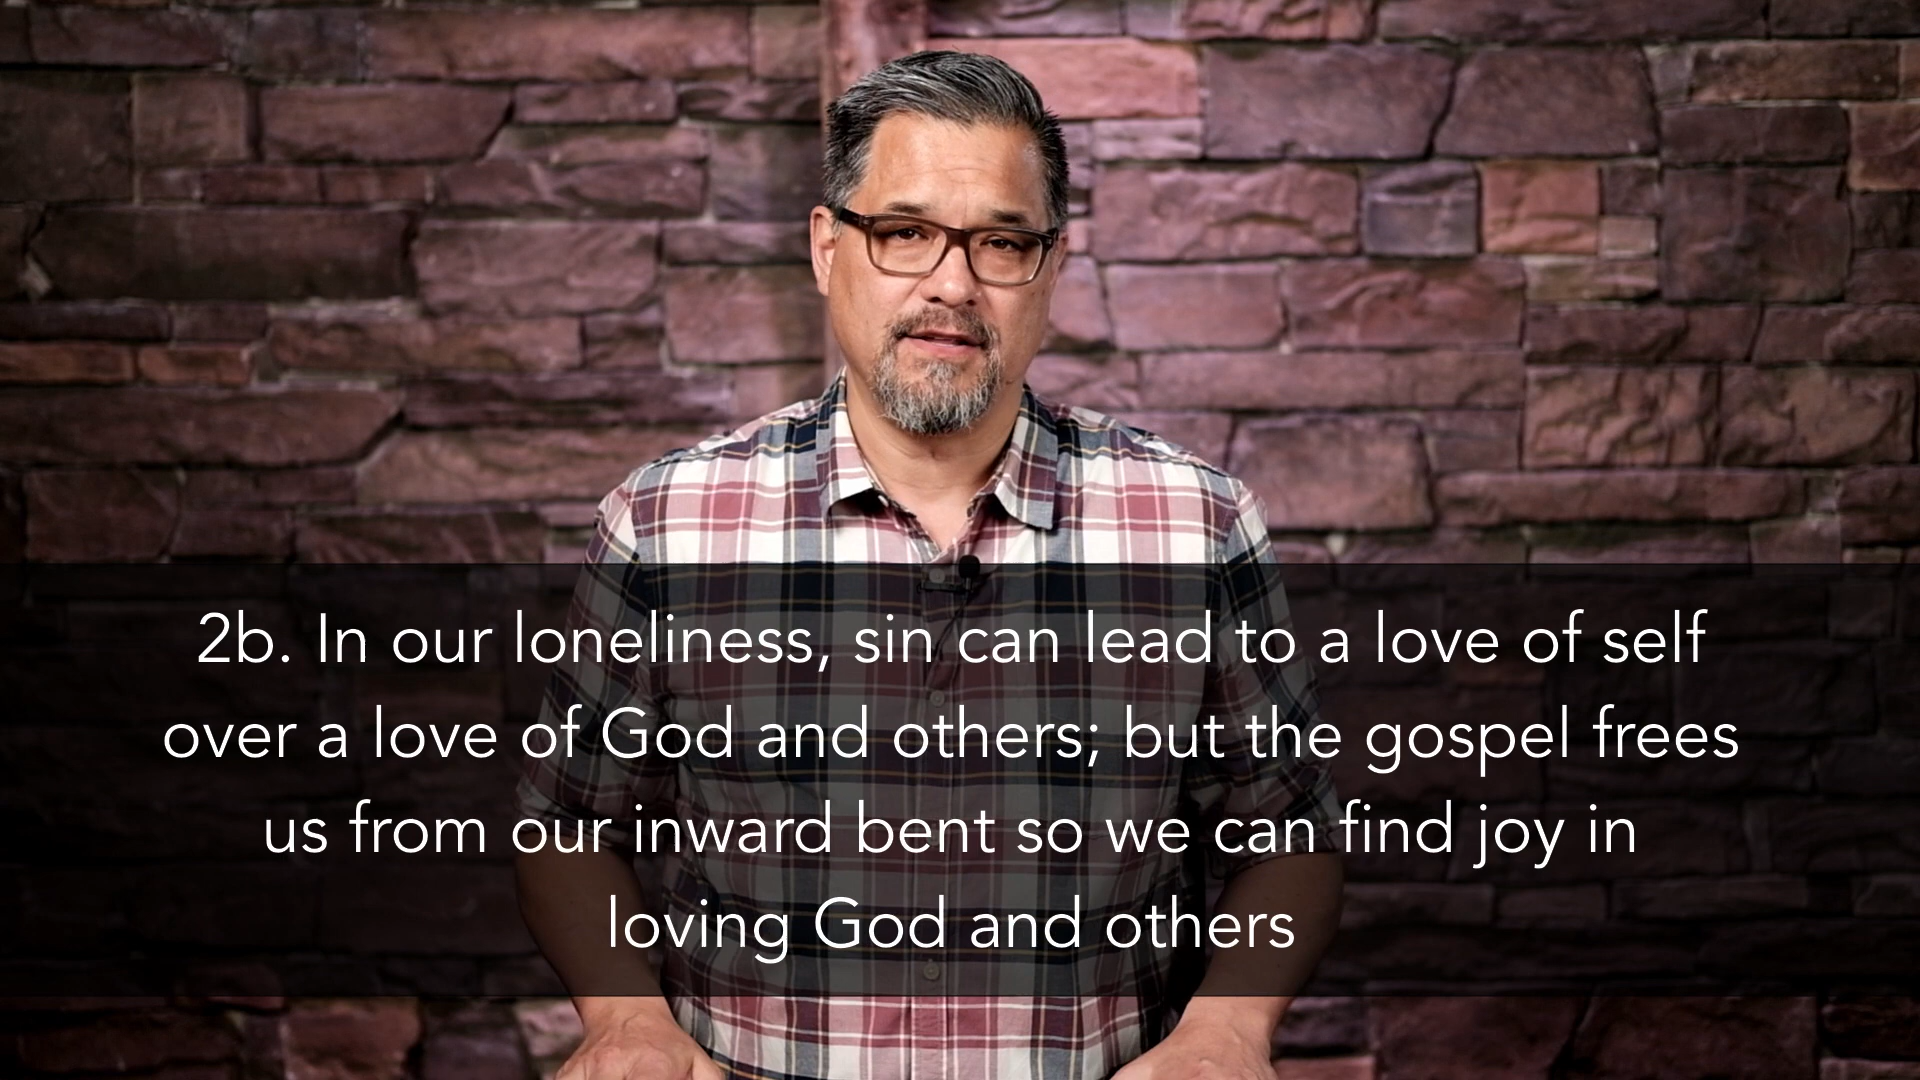 2b. In our loneliness, sin can lead to a love of self
over a love of God and others; but the gospel frees
us from our inward bent so we can find joy in
loving God and others